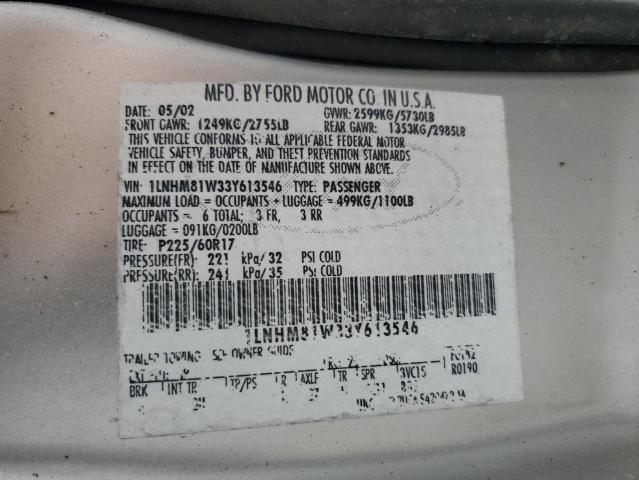 MFD. BY FORD MOTOR CO. IN U.S.A.
DATE: 05/02 GVWR: 2599KG/5730LB
FRONT GAWR: 1249KG/2755LB REAR GAWR: 1353KG/2985LB
THIS VEHICLE CONFORMS TO ALL APPLICABLE FEDERAL MOTOR
VEHICLE SAFETY, BUMPER, AND THEFT PREVENTION STANDARDS
IN EFFECT ON THE DATE OF MANUFACTURE SHOWN ABOVE.
VIN: 1LNHM81W33Y613546 TYPE: PASSENGER
MAXIMUM LOAD = OCCUPANTS + LUGGAGE = 499KG/1100LB
OCCUPANTS = 6 TOTAL; 3 FR, 3 RR
LUGGAGE = 091KG/0200LB
TIRE: P225/60R17
PRESSURE(FR) 221 kPa/32 PSI COLD
PRESSURE(RR) 241 kPa/35 PSI COLD
1LNHM81W33Y613546
TRAILER TOWING - SEE OWNER GUIDE
BRK INT TR TP/PS R AXLE TR SPR R0190